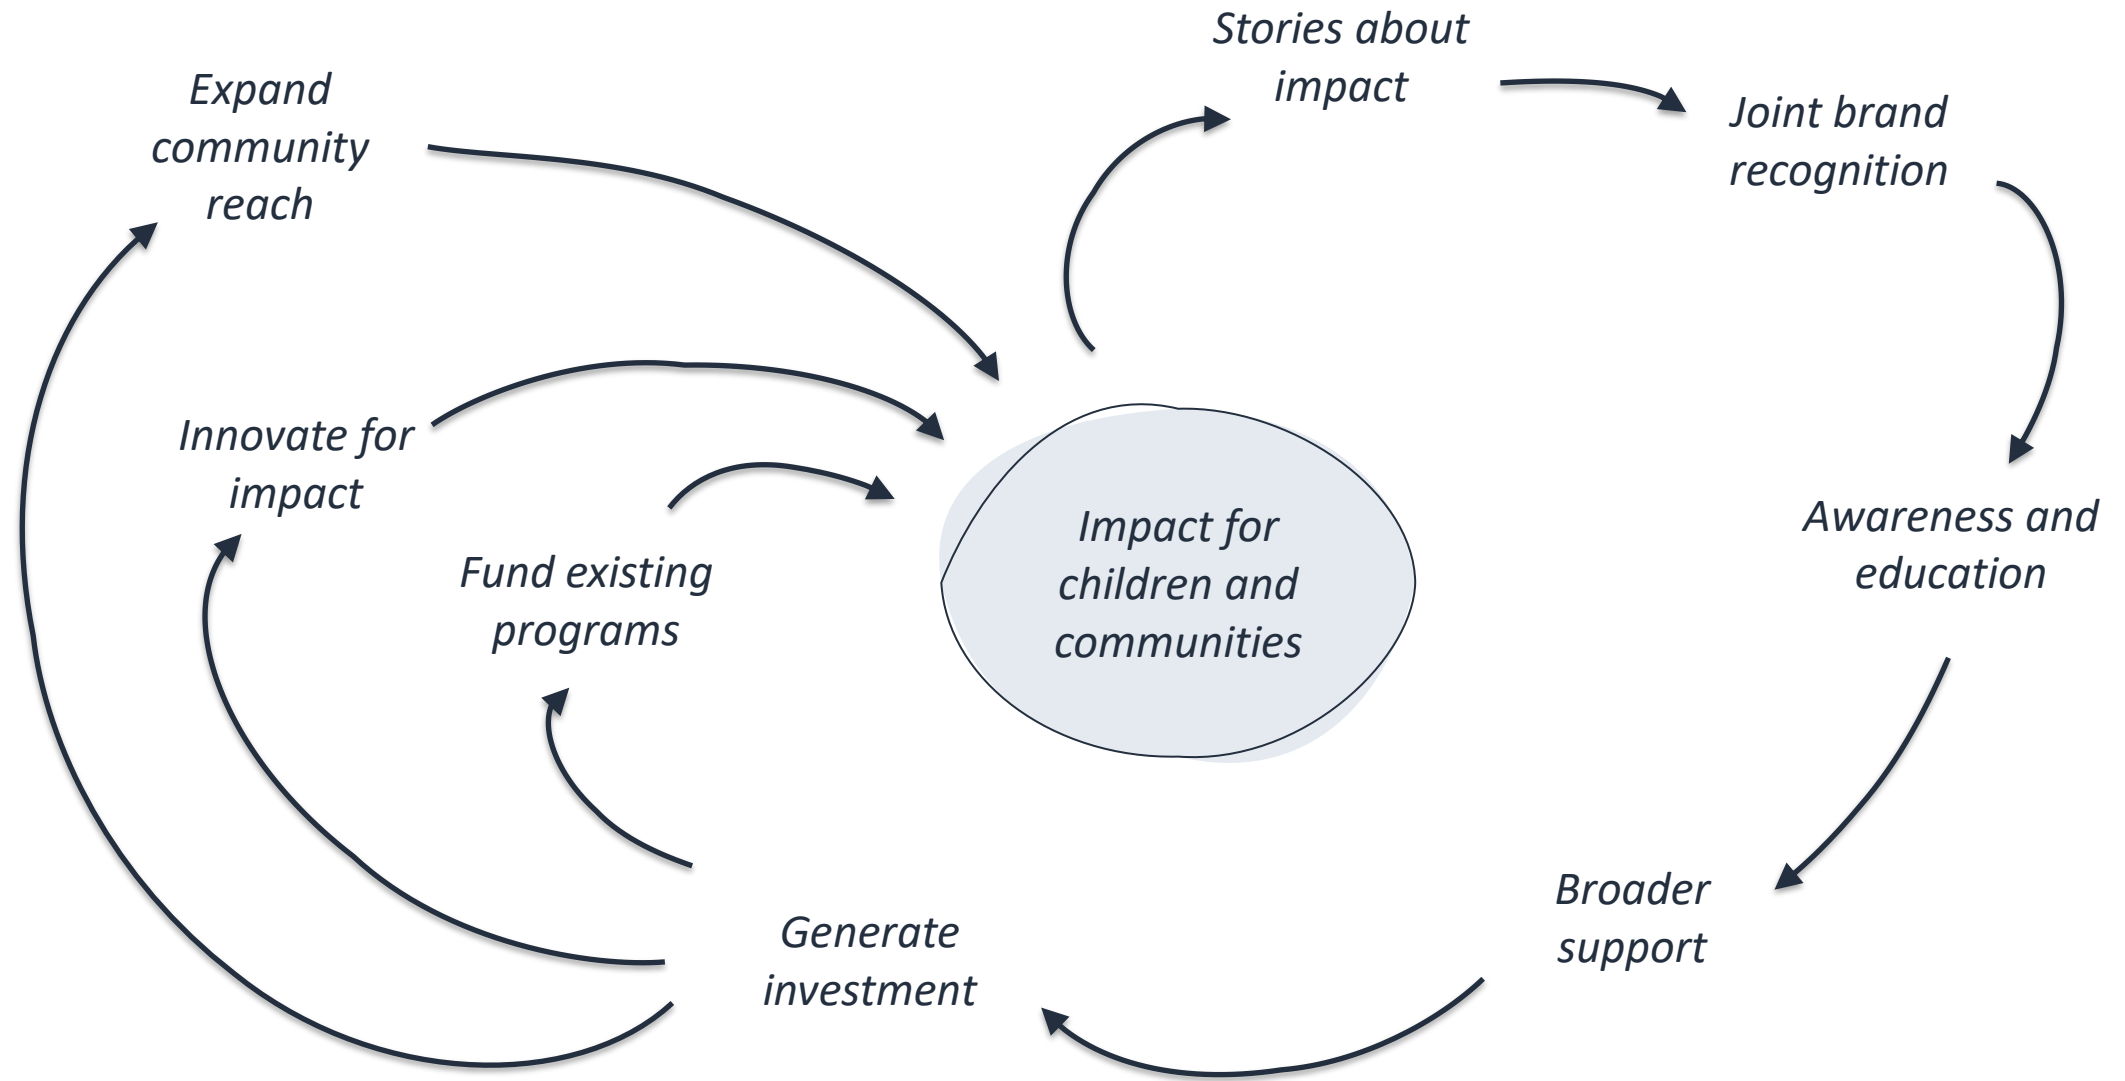 Stories about
impact
Expand
community
reach
Joint brand
recognition
Innovate for
impact
Awareness and
education
Impact for
children and
communities
Fund existing
programs
Broader
support
Generate
investment